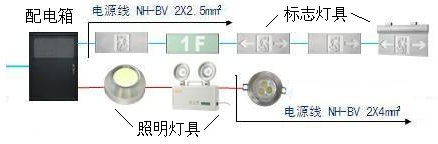 配电箱
电源线 NH-BV 2X2.5mm²
标志灯具
1F
照明灯具
电源线 NH-BV 2X4mm²